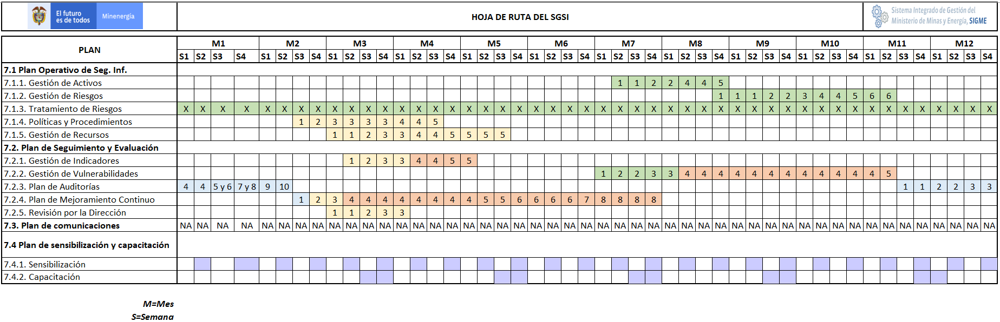 El futuro
es de todos
Minenergía
HOJA DE RUTA DEL SGSI
Sistema Integrado de Gestión del
Ministerio de Minas y Energía, SIGME
PLAN M1 M2 M3 M4 M5 M6 M7 M8 M9 M10 M11 M12
S1 S2 S3 S4 S1 S2 S3 S4 S1 S2 S3 S4 S1 S2 S3 S4 S1 S2 S3 S4 S1 S2 S3 S4 S1 S2 S3 S4 S1 S2 S3 S4 S1 S2 S3 S4 S1 S2 S3 S4 S1 S2 S3 S4 S1 S2 S3 S4
7.1 Plan Operativo de Seg. Inf.
7.1.1. Gestión de Activos 1 1 2 2 4 4 5
7.1.2. Gestión de Riesgos 1 1 1 2 2 3 4 4 5 6 6
7.1.3. Tratamiento de Riesgos X X X X X X X X X X X X X X X X X X X X X X X X X X X X X X X X X X X X X X X X X X X X X X X X
7.1.4. Políticas y Procedimientos 1 2 3 3 3 3 4 4 5
7.1.5. Gestión de Recursos 1 1 2 3 3 4 4 5 5 5 5
7.2. Plan de Seguimiento y Evaluación
7.2.1. Gestión de Indicadores 1 2 3 3 4 4 5 5
7.2.2. Gestión de Vulnerabilidades 1 2 2 3 3 4 4 4 4 4 4 4 4 4 4 4 4 5
7.2.3. Plan de Auditorías 4 4 5 y 6 7 y 8 9 10 1 1 2 2 3 3
7.2.4. Plan de Mejoramiento Continuo 1 2 3 4 4 4 4 4 4 4 4 5 5 6 6 6 6 7 8 8 8 8
7.2.5. Revisión por la Dirección 1 1 2 3 3
7.3. Plan de comunicaciones NA NA NA NA NA NA NA NA NA NA NA NA NA NA NA NA NA NA NA NA NA NA NA NA NA NA NA NA NA NA NA NA NA NA NA NA NA NA NA NA NA NA NA NA NA NA NA NA
7.4 Plan de sensibilización y capacitación
7.4.1. Sensibilización
7.4.2. Capacitación
M=Mes
S=Semana